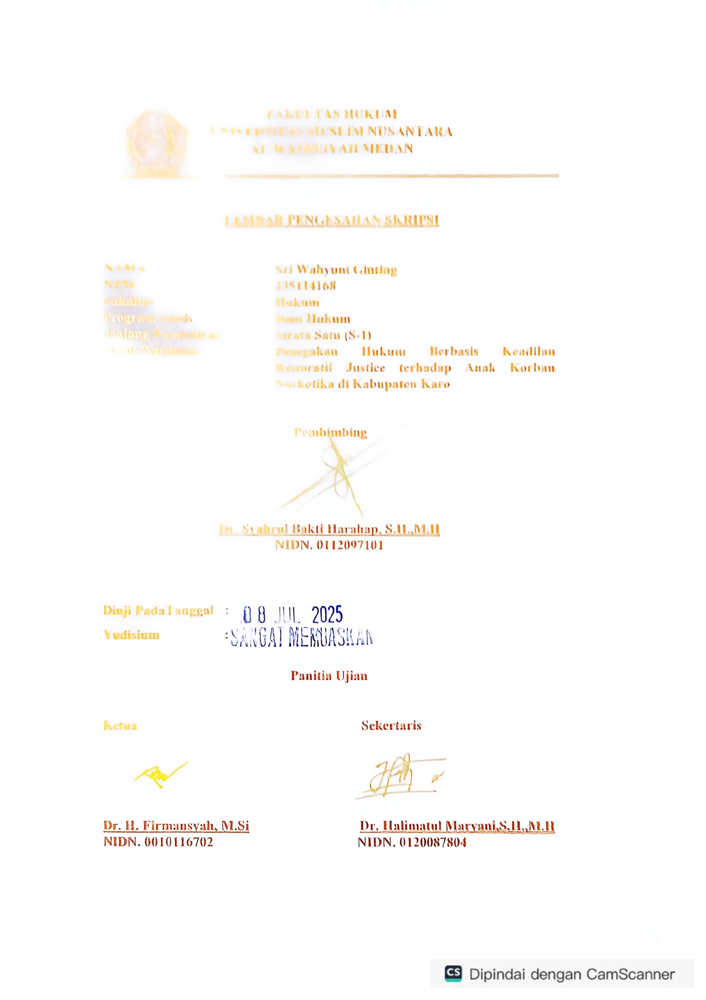 FAKULTAS HUKUM
UNIVERSITAS MUSLIM NUSANTARA
AL WASHLIYAH MEDAN
LEMBAR PENGESAHAN SKRIPSI
NAMA Sri Wahyuni Ginting
NPM 235114168
Fakultas Hukum
Program Studi Ilmu Hukum
Jenjang Pendidikan Strata Satu (S-1)
Judul Penegakan Hukum Berbasis Keadilan
Restoratif Justice terhadap Anak Korban
Narkotika di Kabupaten Karo
Pembimbing
Dr. Syahrul Bakti Harahap, S.H.,M.H
NIDN. 0112097101
Diuji Pada Tanggal : 08 JUL 2025
Yudisium : SANGAT MEMUASKAN
Panitia Ujian
Ketua Sekertaris
Dr. H. Firmansyah, M.Si Dr. Halimatul Maryani,S.H.,M.H
NIDN. 0010116702 NIDN. 0120087804
CS Dipindai dengan CamScanner